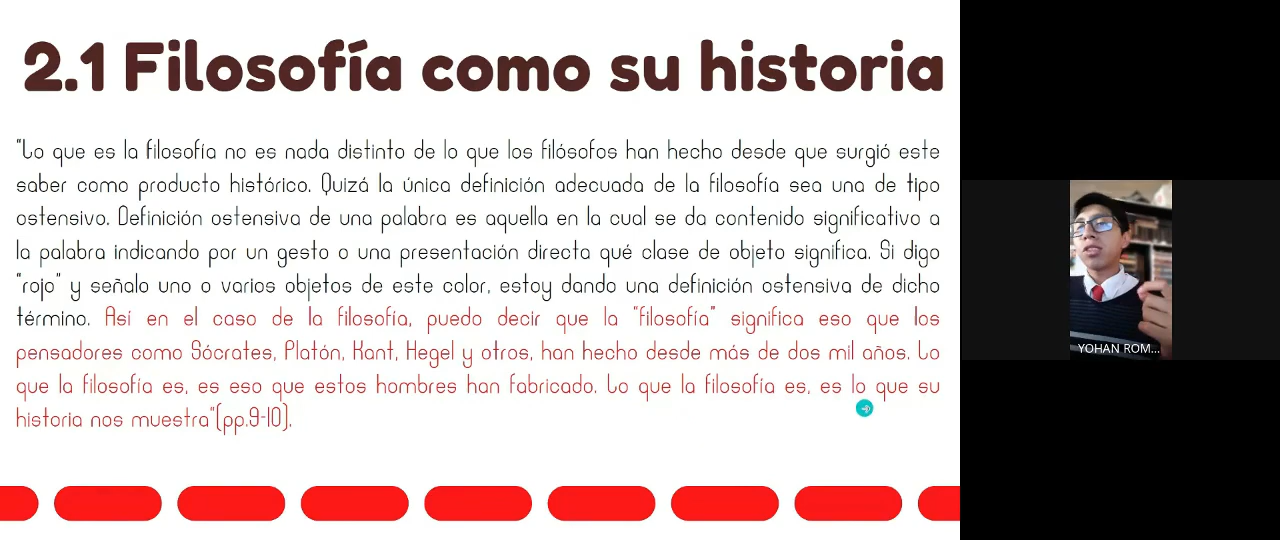 2.1 Filosofía como su historia
"Lo que es la filosofía no es nada distinto de lo que los filósofos han hecho desde que surgió este
saber como producto histórico. Quizá la única definición adecuada de la filosofía sea una de tipo
ostensivo. Definición ostensiva de una palabra es aquella en la cual se da contenido significativo a
la palabra indicando por un gesto o una presentación directa qué clase de objeto significa. Si digo
"rojo" y señalo uno o varios objetos de este color, estoy dando una definición ostensiva de dicho
término. Así en el caso de la filosofía, puedo decir que la "filosofía" significa eso que los
pensadores como Sócrates, Platón, Kant, Hegel y otros, han hecho desde más de dos mil años. Lo
que la filosofía es, es eso que estos hombres han fabricado. Lo que la filosofía es, es lo que su
historia nos muestra"(pp.9-10).
YOHAN ROM...